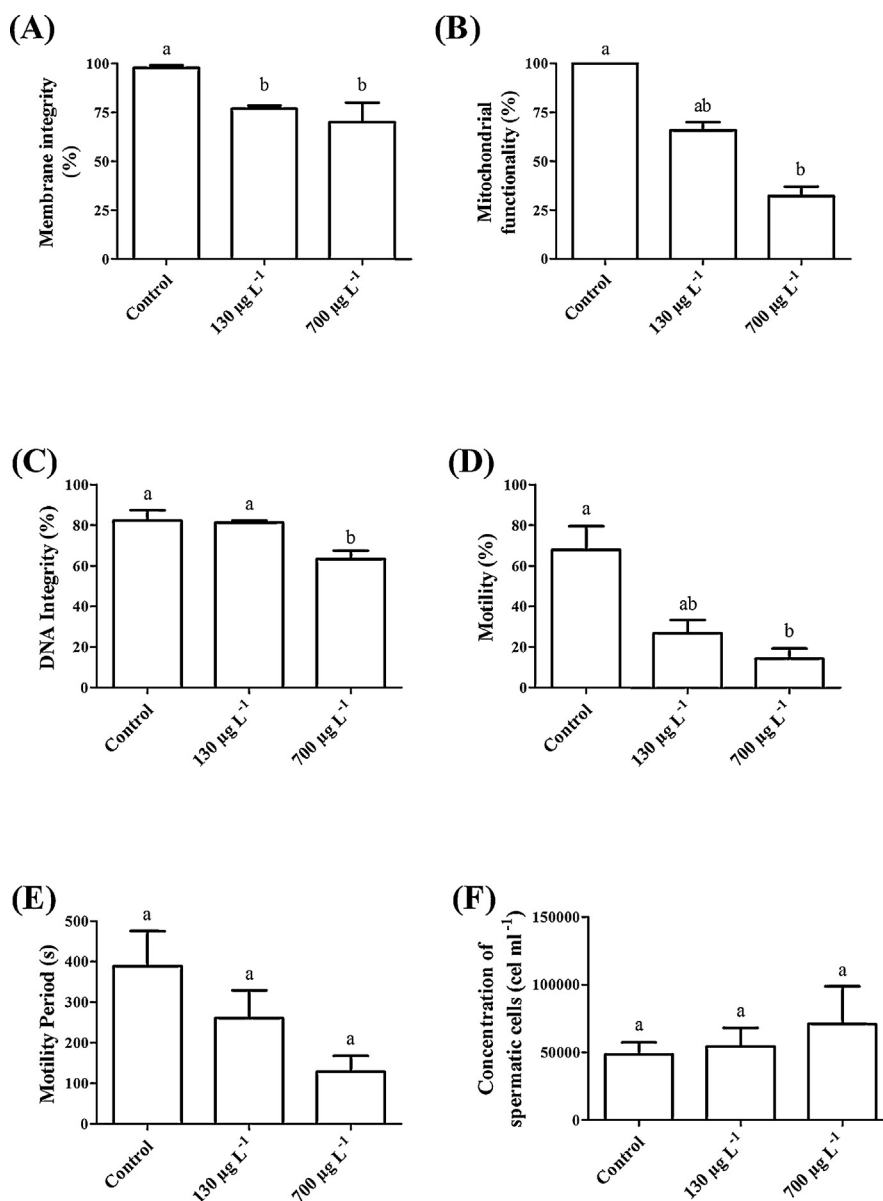 (A)
a
b
b
100
75
50
25
0
Membrane integrity
(%)
Control
130 µg L⁻¹
700 µg L⁻¹
(B)
a
ab
b
100
75
50
25
0
Mitochondrial
functionality (%)
Control
130 µg L⁻¹
700 µg L⁻¹
(C)
a
a
b
100
80
60
40
20
0
DNA Integrity (%)
Control
130 µg L⁻¹
700 µg L⁻¹
(D)
a
ab
b
100
80
60
40
20
0
Motility (%)
Control
130 µg L⁻¹
700 µg L⁻¹
(E)
a
a
a
500
400
300
200
100
0
Motility Period (s)
Control
130 µg L⁻¹
700 µg L⁻¹
(F)
a
a
a
150000
100000
50000
0
Concentration of
spermatic cells (cel ml⁻¹)
Control
130 µg L⁻¹
700 µg L⁻¹